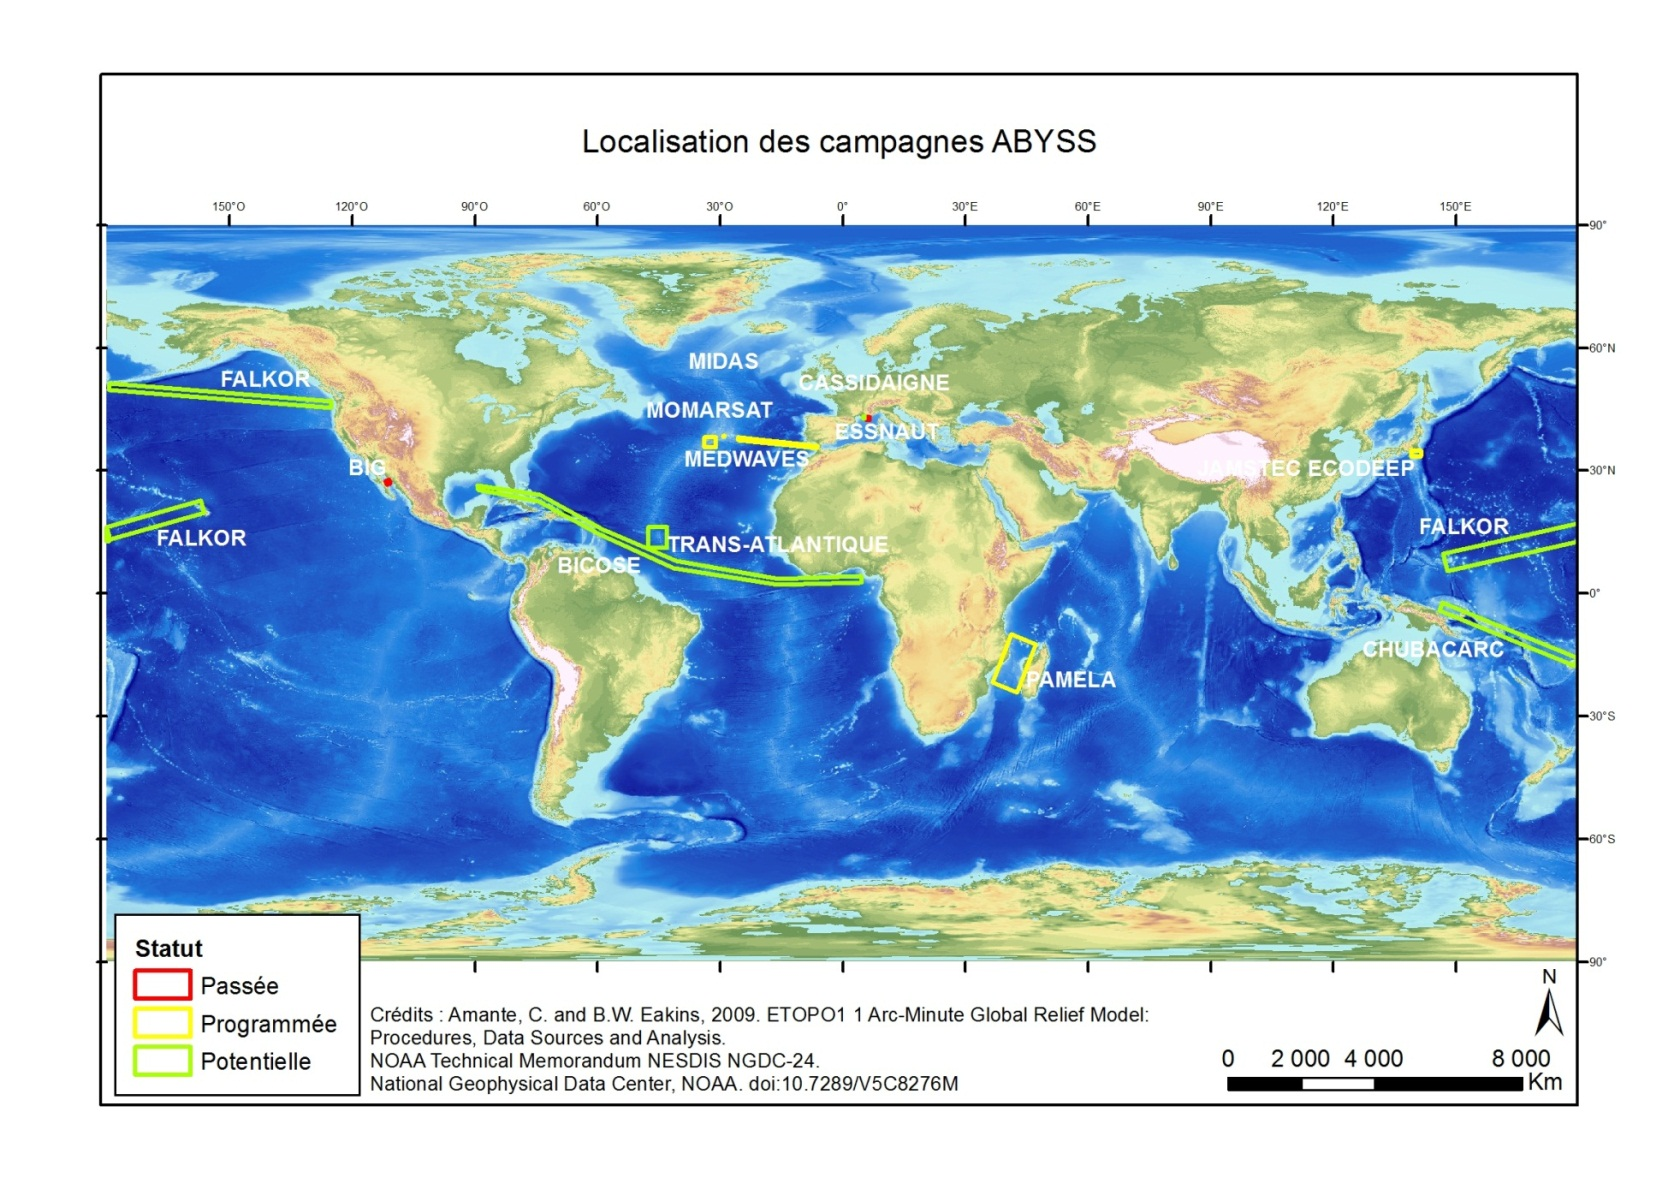 Localisation des campagnes ABYSS
150°O 120°O 90°O 60°O 30°O 0° 30°E 60°E 90°E 120°E 150°E
90°
60°N
MIDAS
FALKOR
CASSIDAIGNE
MOMARSAT
ESSNAUT
MEDWAVES
BIG
JAMSTEC ECODEEP
30°N
FALKOR
FALKOR
TRANS-ATLANTIQUE
BICOSE
0°
CHUBACARC
PAMELA
30°S
60°S
90°
Statut
Passée
Programmée
Potentielle
Crédits : Amante, C. and B.W. Eakins, 2009. ETOPO1 1 Arc-Minute Global Relief Model:
Procedures, Data Sources and Analysis.
NOAA Technical Memorandum NESDIS NGDC-24.
National Geophysical Data Center, NOAA. doi:10.7289/V5C8276M
N
0 2 000 4 000 8 000
Km